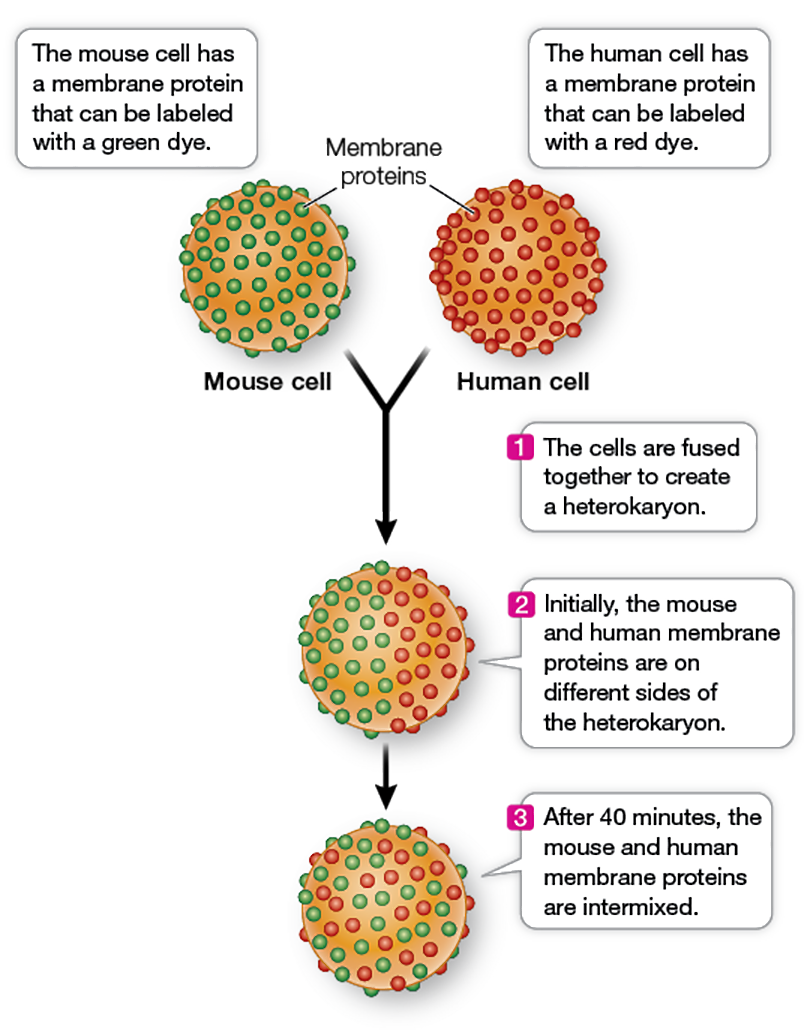 The mouse cell has
a membrane protein
that can be labeled
with a green dye.
The human cell has
a membrane protein
that can be labeled
with a red dye.
Membrane
proteins
Mouse cell
Human cell
1 The cells are fused
together to create
a heterokaryon.
2 Initially, the mouse
and human membrane
proteins are on
different sides of
the heterokaryon.
3 After 40 minutes, the
mouse and human
membrane proteins
are intermixed.